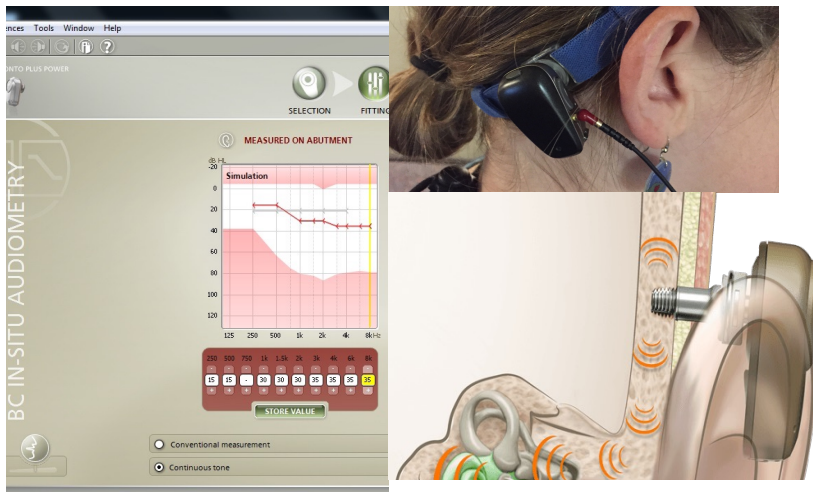 ences Tools Window Help
ONTO PLUS POWER
SELECTION
FITTING
MEASURED ON ABUTMENT
dB HL
Simulation
-20
0
20
40
60
80
100
120
125 250 500 1k 2k 4k 8k Hz
250 500 750 1k 1.5k 2k 3k 4k 6k 8k
15 15 - 30 30 30 35 35 35 35
STORE VALUE
Conventional measurement
Continuous tone
BC IN-SITU AUDIOMETRY